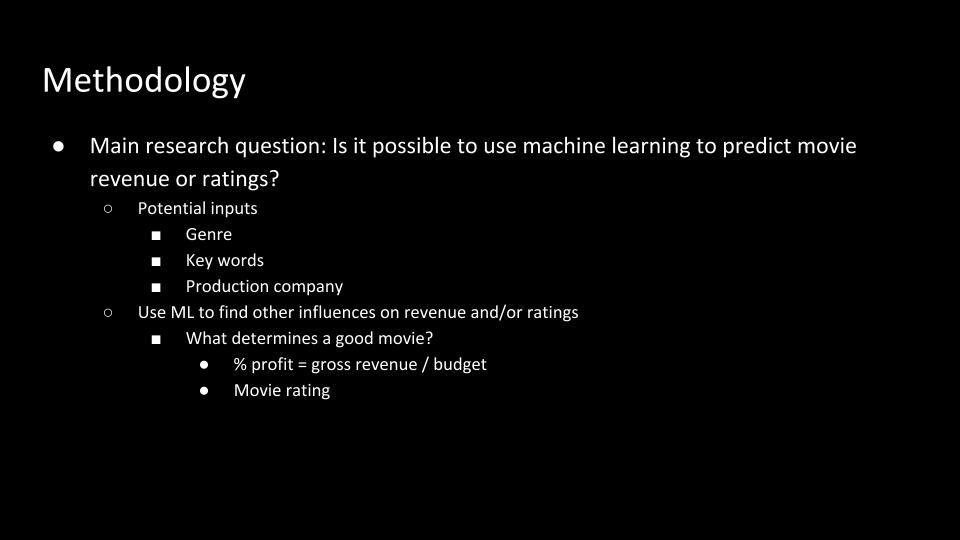 Methodology
● Main research question: Is it possible to use machine learning to predict movie
revenue or ratings?
○ Potential inputs
■ Genre
■ Key words
■ Production company
○ Use ML to find other influences on revenue and/or ratings
■ What determines a good movie?
● % profit = gross revenue / budget
● Movie rating